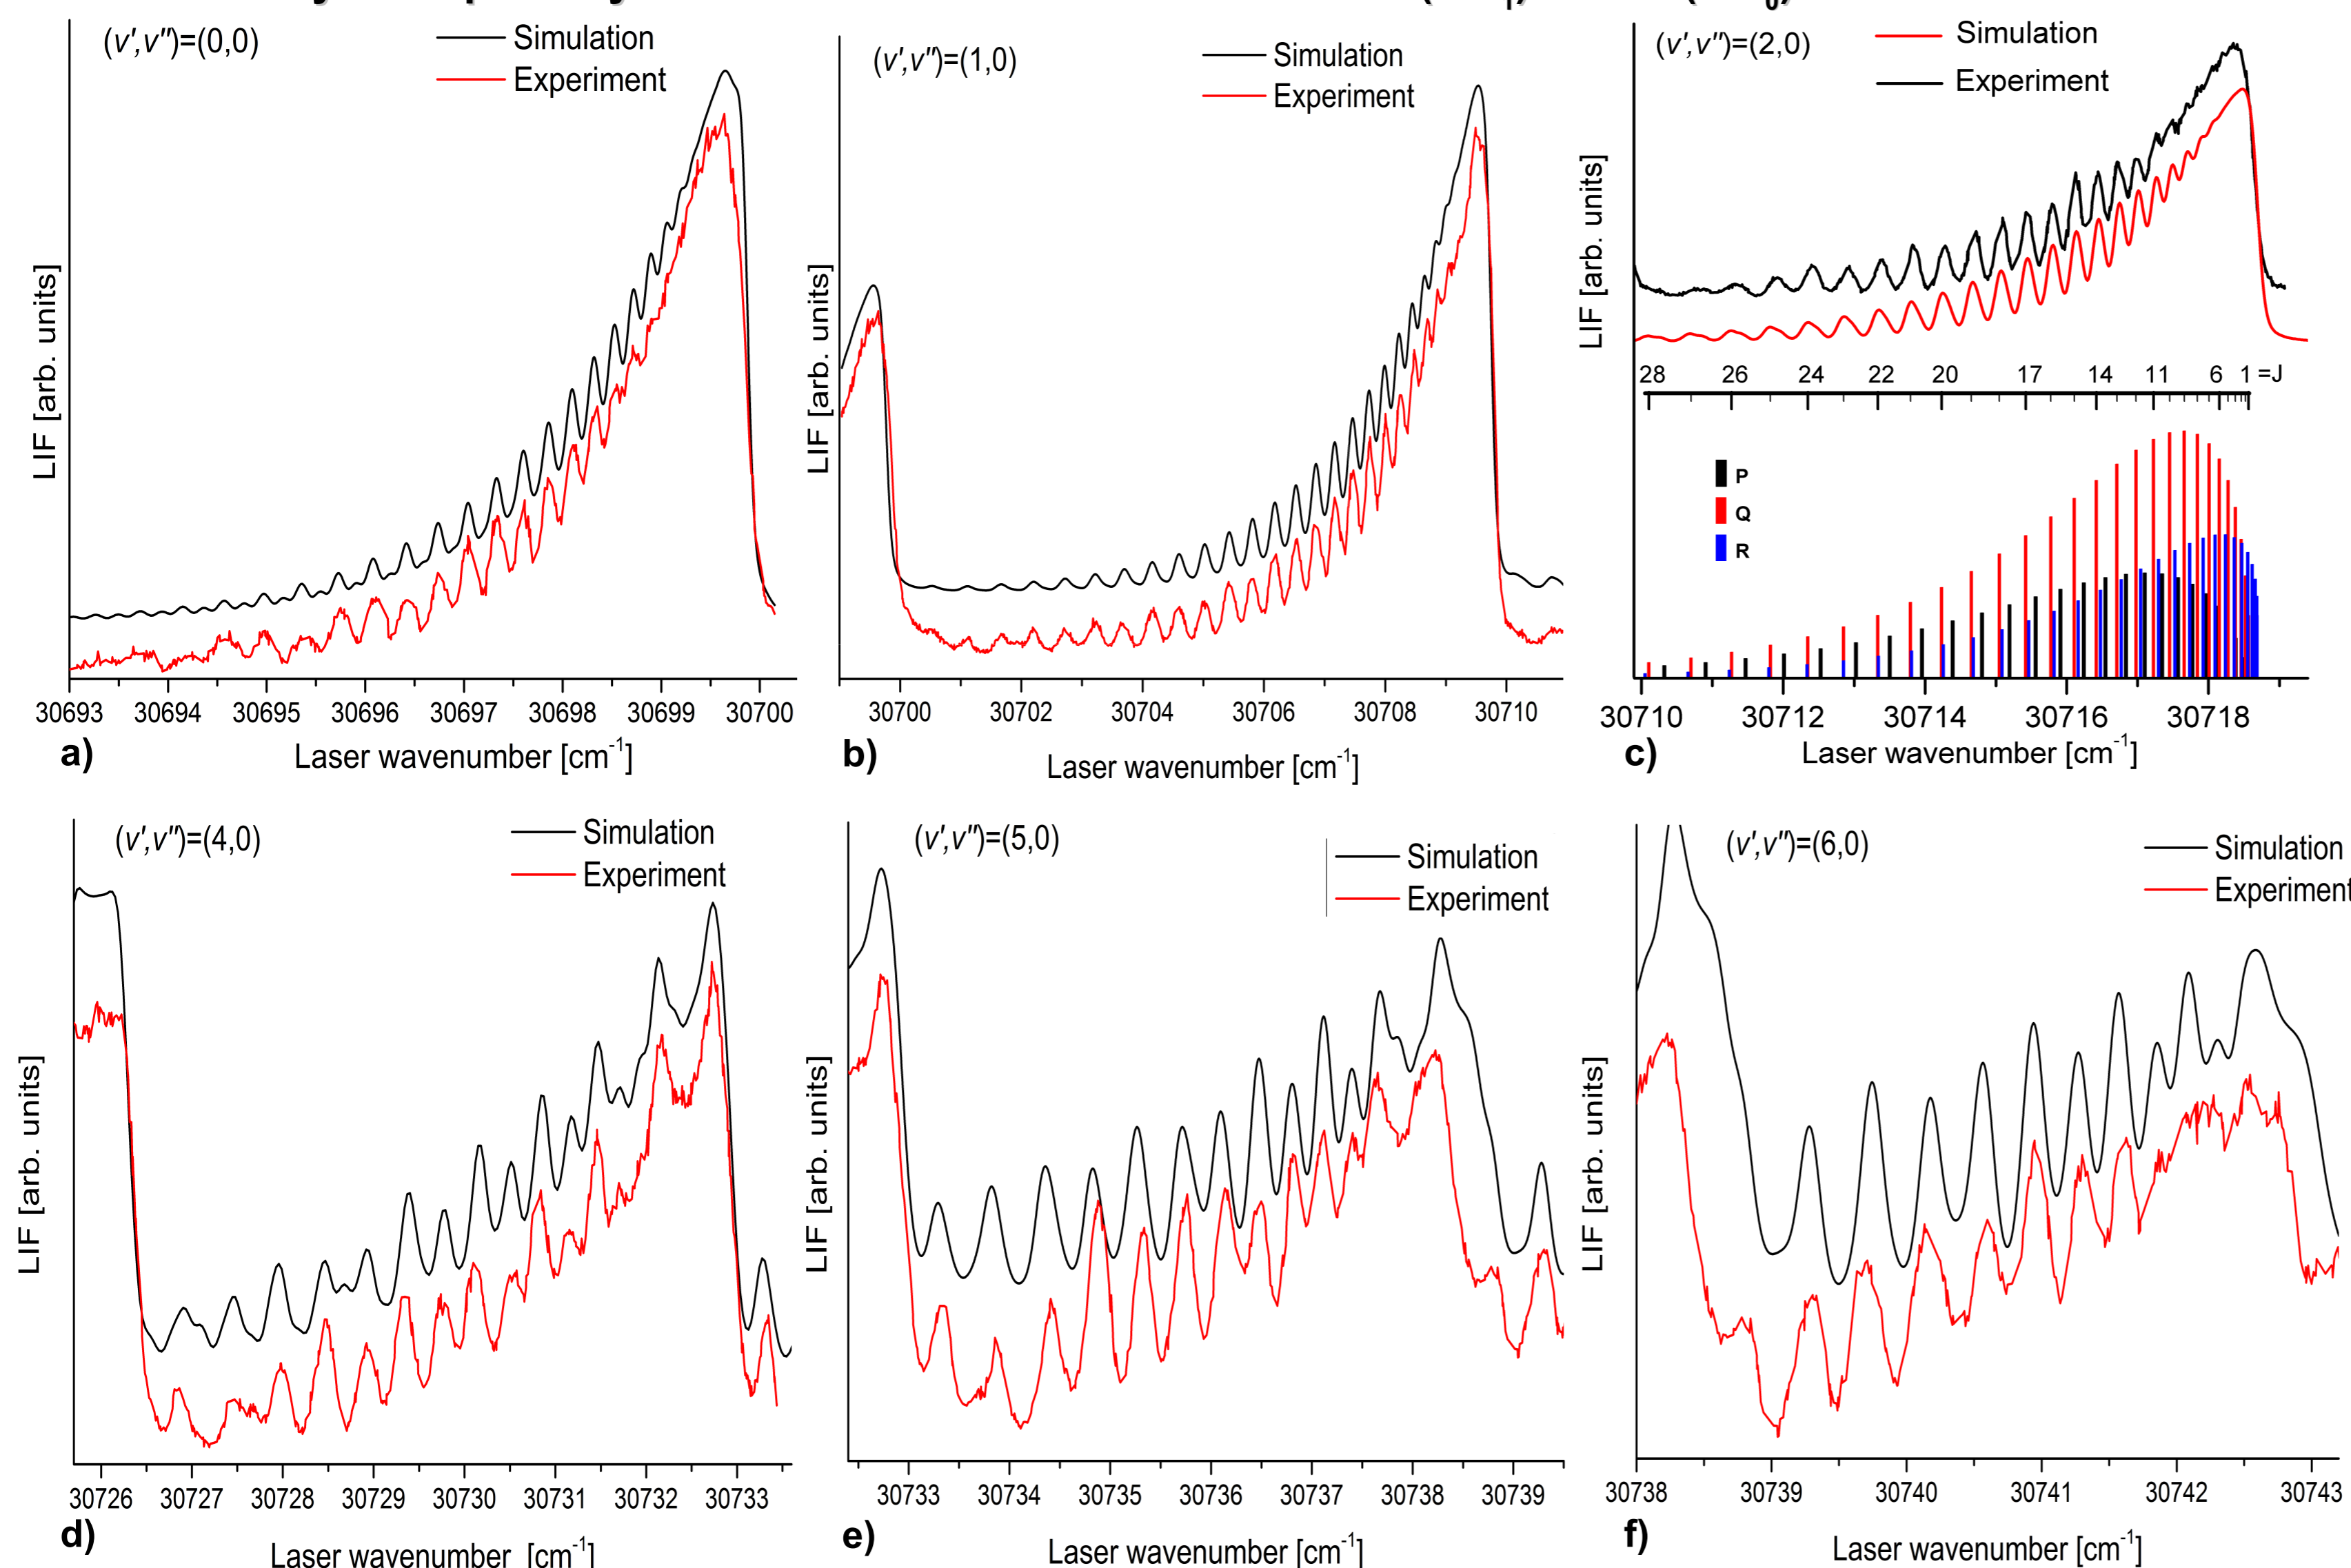 (v',v")=(0,0)
Simulation
Experiment
LIF [arb. units]
30693 30694 30695 30696 30697 30698 30699 30700
a)
Laser wavenumber [cm-1]
(v',v")=(1,0)
Simulation
Experiment
LIF [arb. units]
30700 30702 30704 30706 30708 30710
b)
Laser wavenumber [cm-1]
(v',v")=(2,0)
Simulation
Experiment
LIF [arb. units]
28 26 24 22 20 17 14 11 6 1 =J
P
Q
R
30710 30712 30714 30716 30718
c)
Laser wavenumber [cm-1]
(v',v")=(4,0)
Simulation
Experiment
LIF [arb. units]
30726 30727 30728 30729 30730 30731 30732 30733
d)
Laser wavenumber [cm-1]
(v',v")=(5,0)
Simulation
Experiment
LIF [arb. units]
30733 30734 30735 30736 30737 30738 30739
e)
Laser wavenumber [cm-1]
(v',v")=(6,0)
Simulation
Experiment
LIF [arb. units]
30738 30739 30740 30741 30742 30743
f)
Laser wavenumber [cm-1]